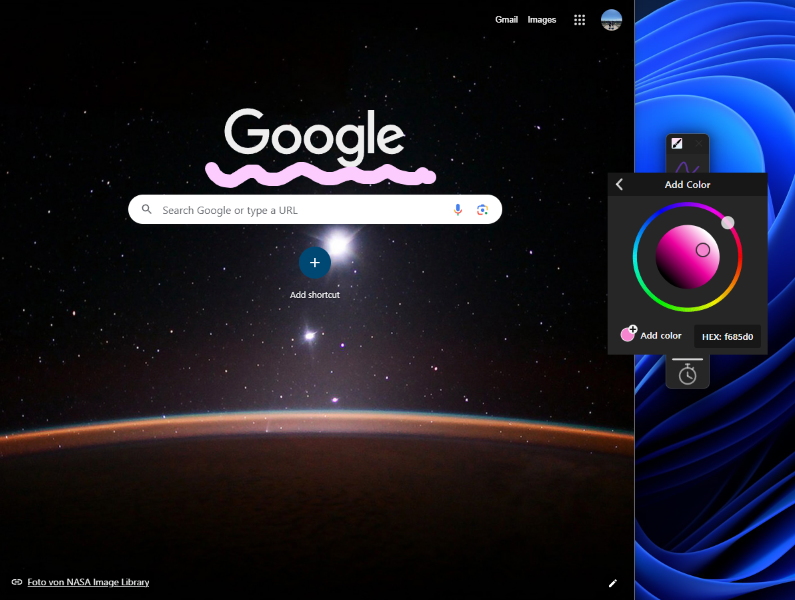 Gmail Images
Google
Search Google or type a URL
Add shortcut
Add Color
Add color
HEX: f685d0
Foto von NASA Image Library